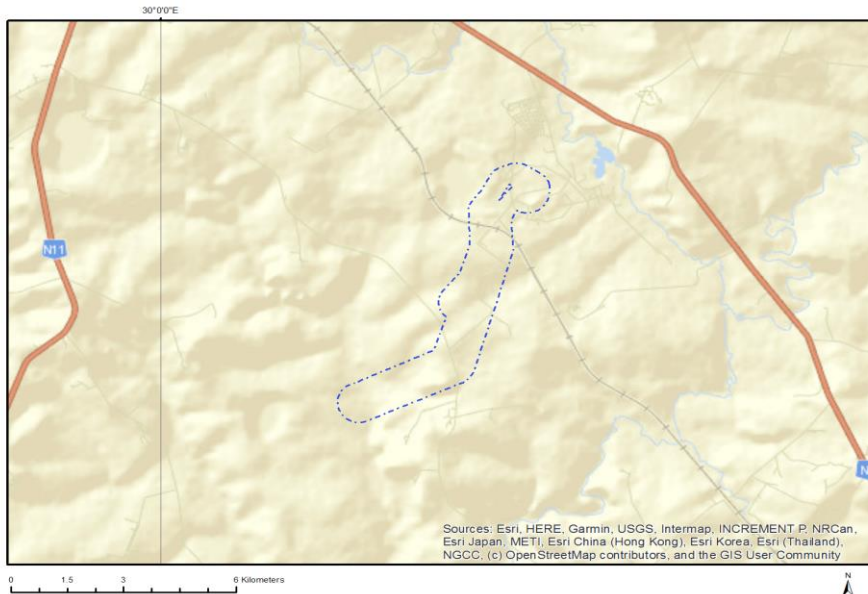 30°0'0"E
N11
N
Sources: Esri, HERE, Garmin, USGS, Intermap, INCREMENT P, NRCan,
Esri Japan, METI, Esri China (Hong Kong), Esri Korea, Esri (Thailand),
NGCC, (c) OpenStreetMap contributors, and the GIS User Community
0 1.5 3 6 Kilometers
N